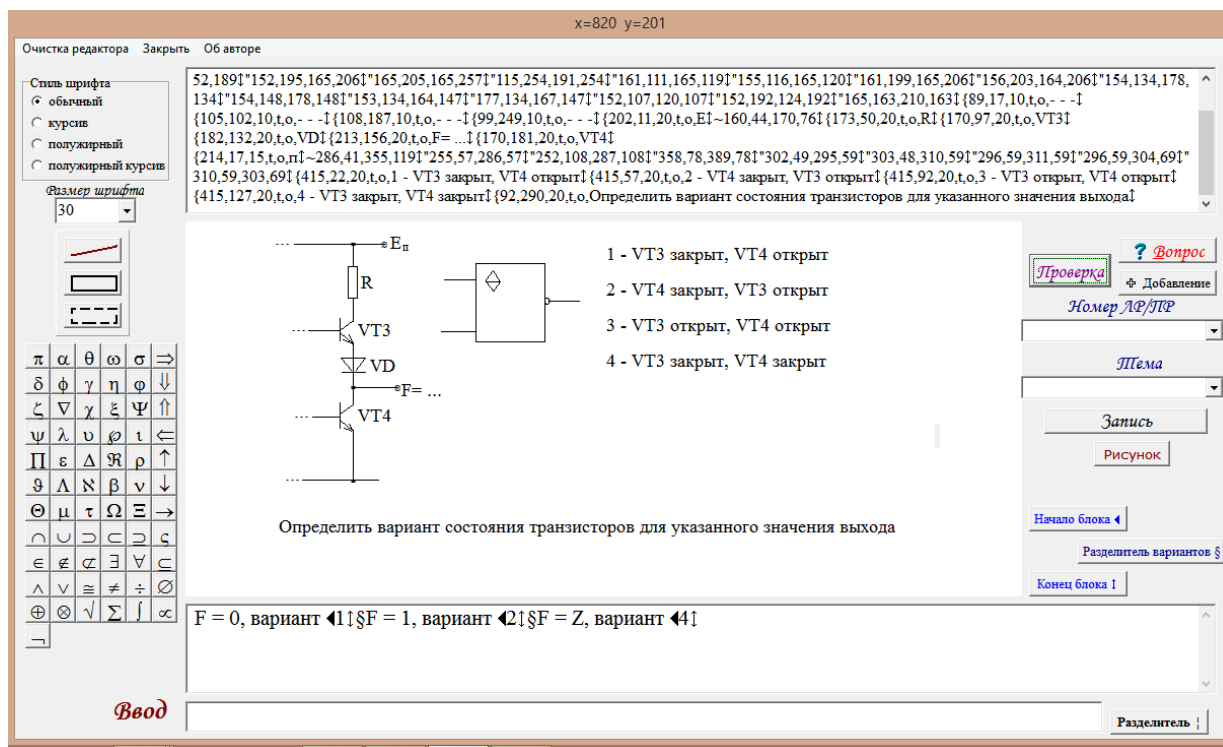 x=820 y=201
Очистка редактора Закрыть Об авторе
Стиль шрифта
обычный
курсив
полужирный
полужирный курсив
Размер шрифта
30
52,189↕"152,195,165,206↕"165,205,165,257↕"115,254,191,254↕"161,111,165,119↕"155,116,165,120↕"161,199,165,206↕"156,203,164,206↕"154,134,178,
134↕"154,148,178,148↕"153,134,164,147↕"177,134,167,147↕"152,107,120,107↕"152,192,124,192↕"165,163,210,163↕{89,17,10,t,o,- - -↕
{105,102,10,t,o,- - -↕{108,187,10,t,o,- - -↕{99,249,10,t,o,- - -↕{202,11,20,t,o,E↕~160,44,170,76↕{173,50,20,t,o,R↕{170,97,20,t,o,VT3↕
{182,132,20,t,o,VD↕{213,156,20,t,o,F= ...↕{170,181,20,t,o,VT4↕
{214,17,15,t,o,п↕~286,41,355,119↕"255,57,286,57↕"252,108,287,108↕"358,78,389,78↕"302,49,295,59↕"303,48,310,59↕"296,59,311,59↕"296,59,304,69↕"
310,59,303,69↕{415,22,20,t,o,1 - VT3 закрыт, VT4 открыт↕{415,57,20,t,o,2 - VT4 закрыт, VT3 открыт↕{415,92,20,t,o,3 - VT3 открыт, VT4 открыт↕
{415,127,20,t,o,4 - VT3 закрыт, VT4 закрыт↕{92,290,20,t,o,Определить вариант состояния транзисторов для указанного значения выхода↕
--- Eп
R
--- VT3
VD
F= ...
--- VT4
---
1 - VT3 закрыт, VT4 открыт
2 - VT4 закрыт, VT3 открыт
3 - VT3 открыт, VT4 открыт
4 - VT3 закрыт, VT4 закрыт
Определить вариант состояния транзисторов для указанного значения выхода
Проверка
? Вопрос
Добавление
Номер ЛР/ПР
Тема
Запись
Рисунок
Начало блока ◀
Разделитель вариантов §
Конец блока ↕
π α θ ω σ ⇒
δ ϕ γ η φ ⇓
ζ ∇ χ ξ Ψ ⇑
ψ λ υ ℘ ι ⇐
Π ε Δ ℜ ρ ↑
ϑ Λ ℵ β ν ↓
Θ μ τ Ω Ξ →
∩ ∪ ⊃ ⊂ ⊇ ς
∈ ∉ ⊄ ∃ ∀ ⊆
∧ ∨ ≅ ≠ ÷ ∅
⊕ ⊗ √ Σ ∫ ∝
¬
F = 0, вариант ◀1↕§F = 1, вариант ◀2↕§F = Z, вариант ◀4↕
Ввод
Разделитель ¦